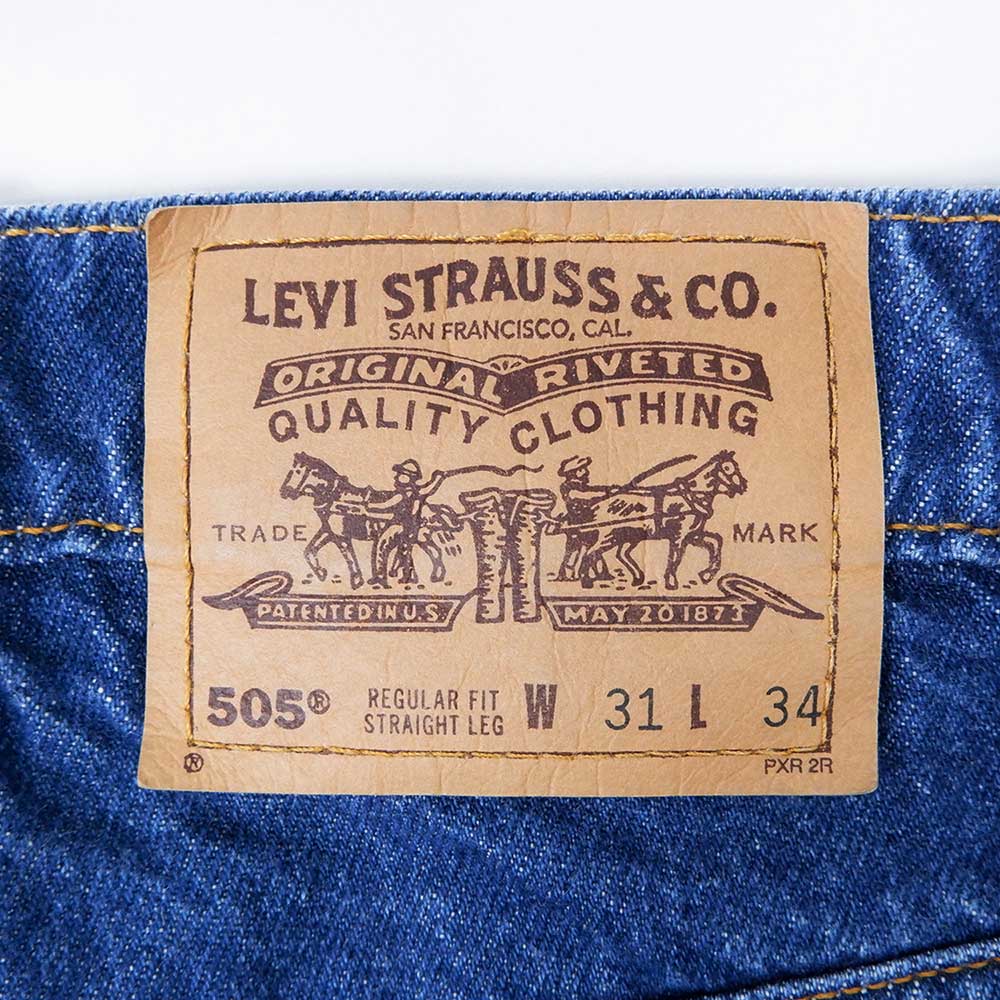 LEVI STRAUSS & CO.
SAN FRANCISCO, CAL.
ORIGINAL RIVETED
QUALITY CLOTHING
TRADE MARK
PATENTED IN U.S. MAY 20 1873
505® REGULAR FIT W 31 L 34
STRAIGHT LEG
® PXR 2R